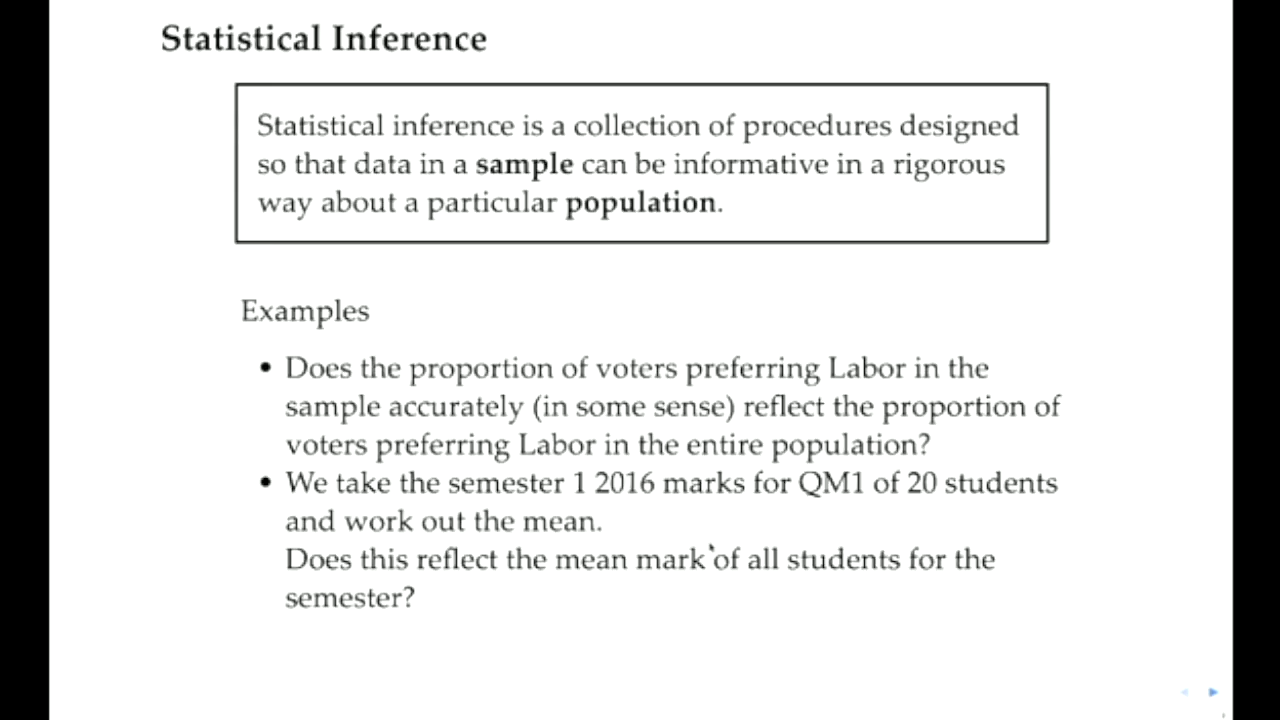 Statistical Inference
Statistical inference is a collection of procedures designed
so that data in a sample can be informative in a rigorous
way about a particular population.
Examples
• Does the proportion of voters preferring Labor in the
sample accurately (in some sense) reflect the proportion of
voters preferring Labor in the entire population?
• We take the semester 1 2016 marks for QM1 of 20 students
and work out the mean.
Does this reflect the mean mark of all students for the
semester?